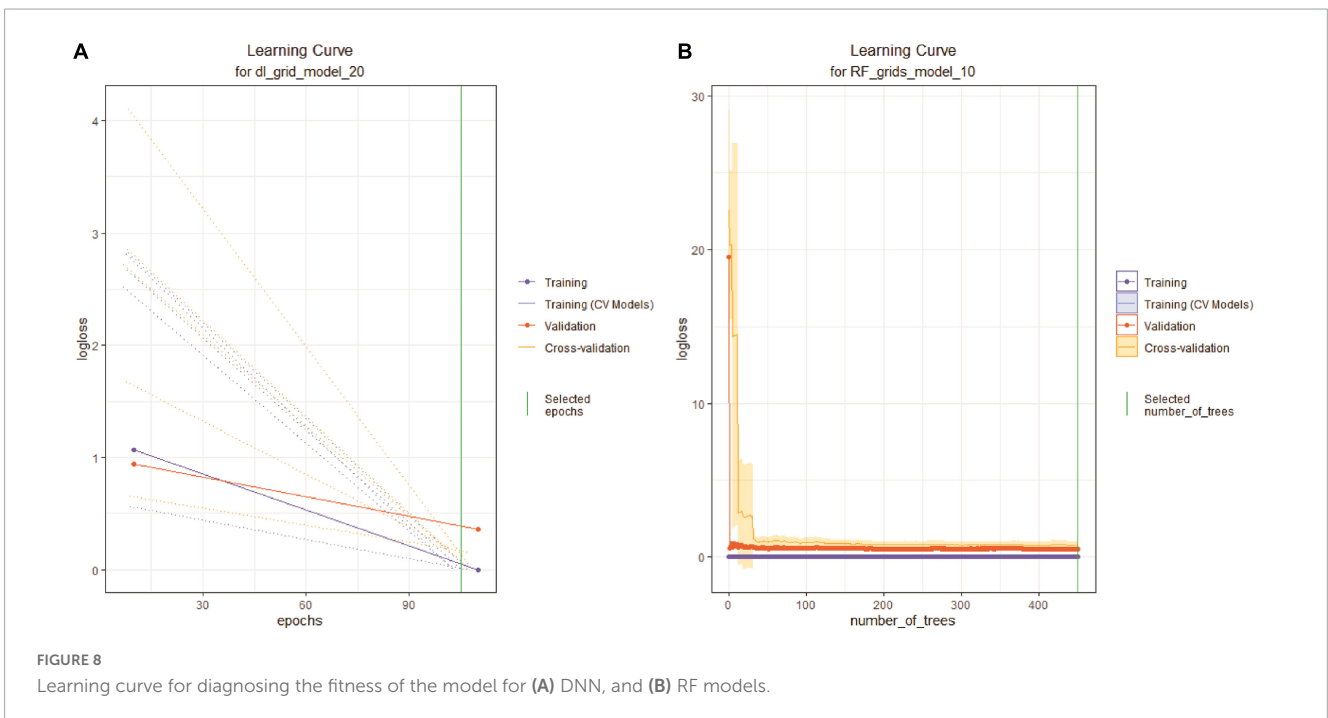 A
Learning Curve
for dl_grid_model_20
4
3
2
1
0
logloss
30
60
90
epochs
Training
Training (CV Models)
Validation
Cross-validation
Selected
epochs
B
Learning Curve
for RF_grids_model_10
30
20
10
0
logloss
0
100
200
300
400
number_of_trees
Training
Training (CV Models)
Validation
Cross-validation
Selected
number_of_trees
FIGURE 8
Learning curve for diagnosing the fitness of the model for (A) DNN, and (B) RF models.